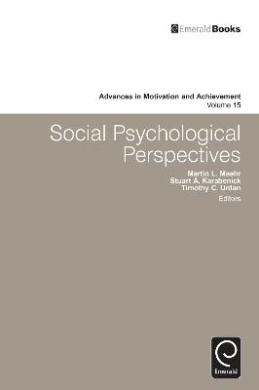 Emerald Books
Advances in Motivation and Achievement
Volume 15
Social Psychological
Perspectives
Martin L. Maehr
Stuart A. Karabenick
Timothy C. Urdan
Editors
Emerald